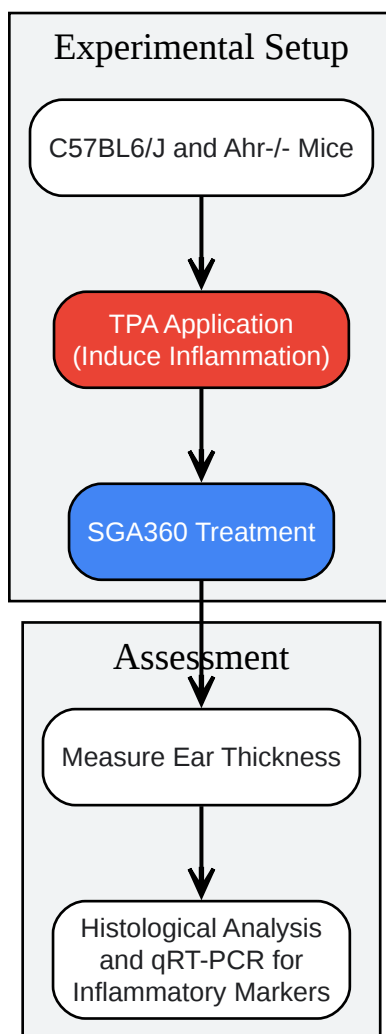 Experimental Setup
C57BL6/J and Ahr-/- Mice
TPA Application
(Induce Inflammation)
SGA360 Treatment
Assessment
Measure Ear Thickness
Histological Analysis
and qRT-PCR for
Inflammatory Markers